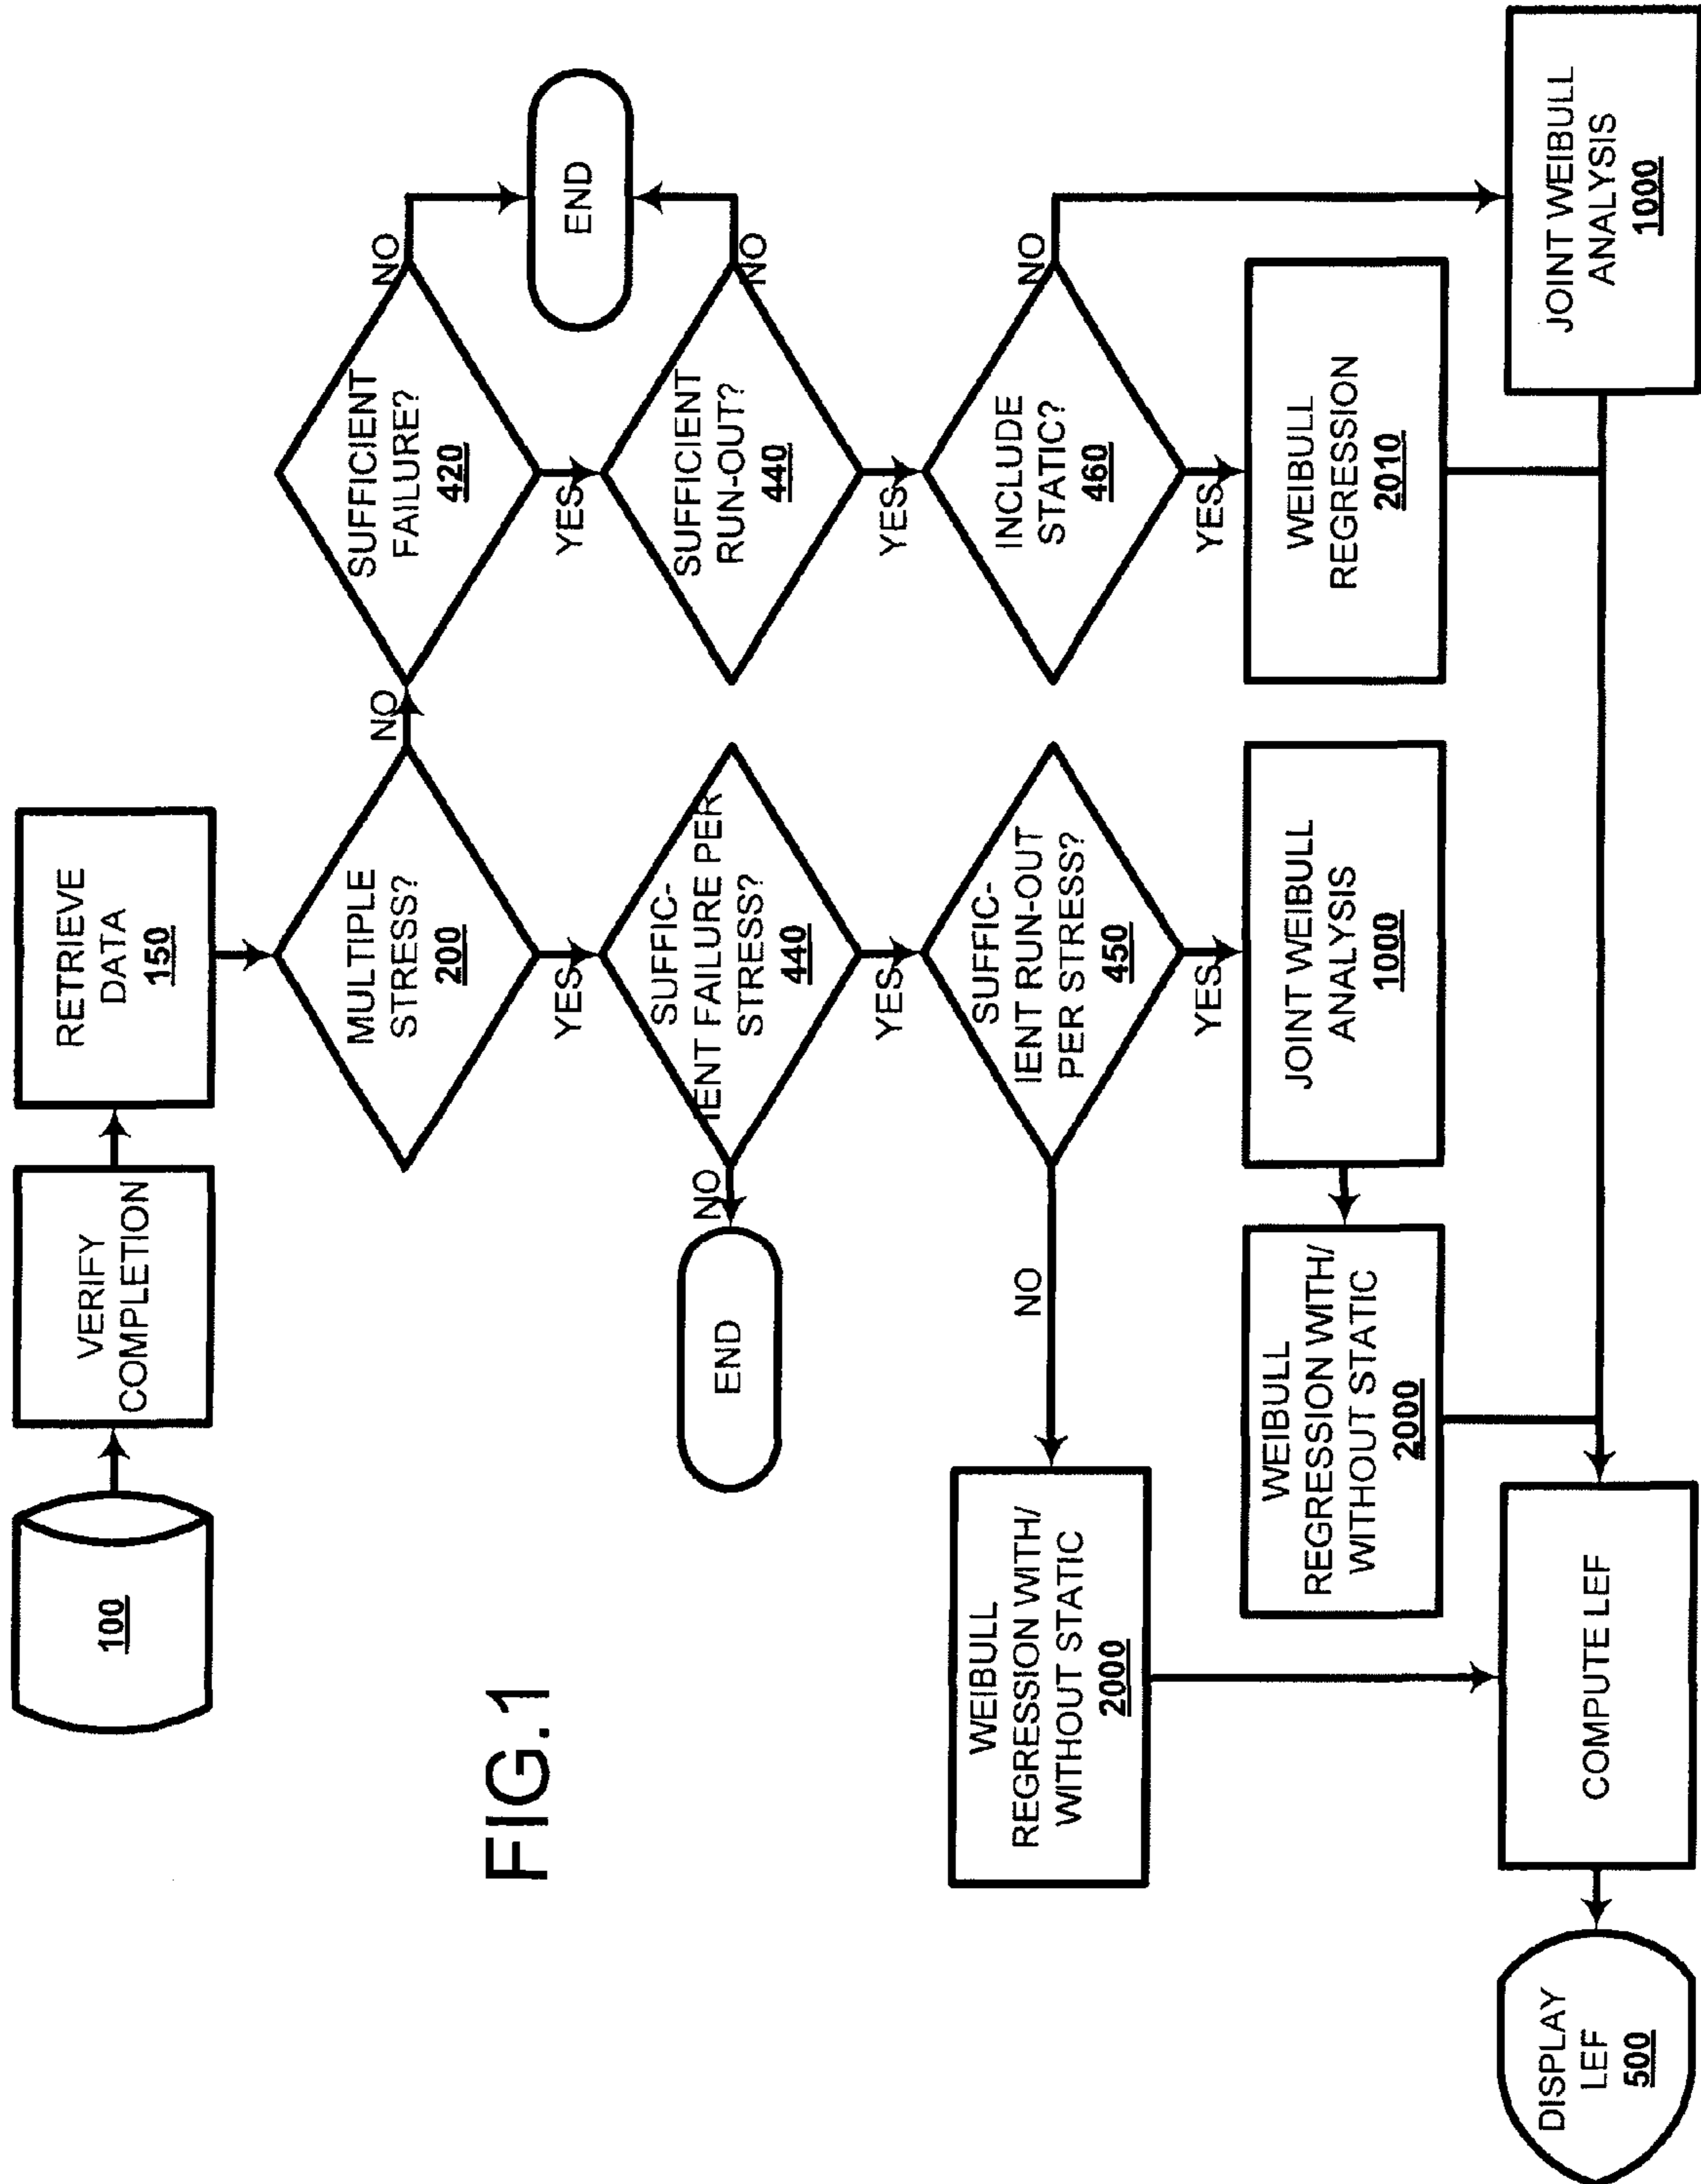 FIG.1
100
VERIFY
COMPLETION
RETRIEVE
DATA
150
MULTIPLE
STRESS?
200
NO
YES
SUFFICIENT
FAILURE?
420
NO
YES
END
SUFFIC-
IENT FAILURE PER
STRESS?
440
NO
YES
END
SUFFICIENT
RUN-OUT?
440
NO
YES
SUFFIC-
IENT RUN-OUT
PER STRESS?
450
NO
YES
INCLUDE
STATIC?
460
NO
YES
WEIBULL
REGRESSION WITH/
WITHOUT STATIC
2000
WEIBULL
REGRESSION WITH/
WITHOUT STATIC
2000
JOINT WEIBULL
ANALYSIS
1000
WEIBULL
REGRESSION
2010
JOINT WEIBULL
ANALYSIS
1000
COMPUTE LEF
DISPLAY
LEF
500